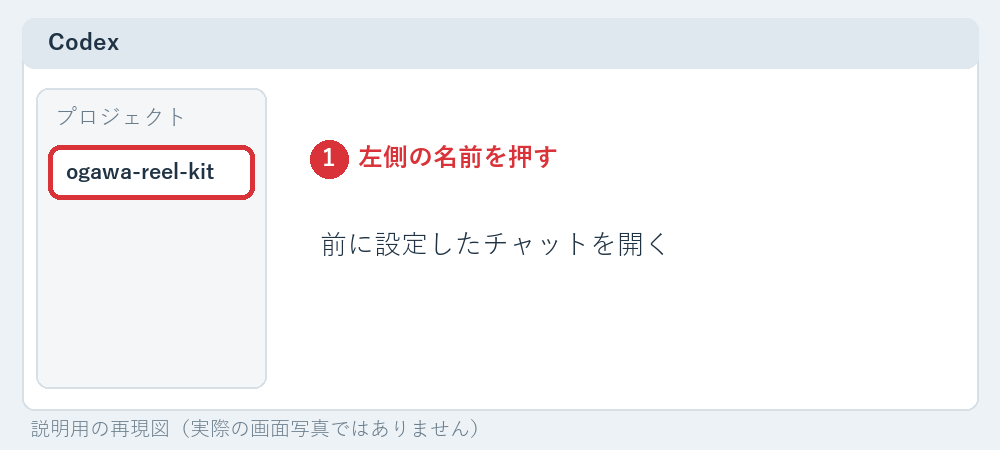 Codex
プロジェクト
ogawa-reel-kit
1 左側の名前を押す
前に設定したチャットを開く
説明用の再現図（実際の画面写真ではありません）